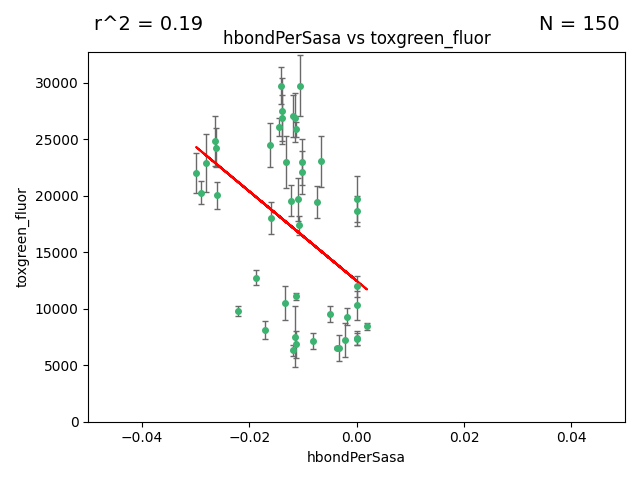 r^2 = 0.19
N = 150
hbondPerSasa vs toxgreen_fluor
30000
25000
20000
15000
10000
5000
0
toxgreen_fluor
−0.04
−0.02
0.00
0.02
0.04
hbondPerSasa